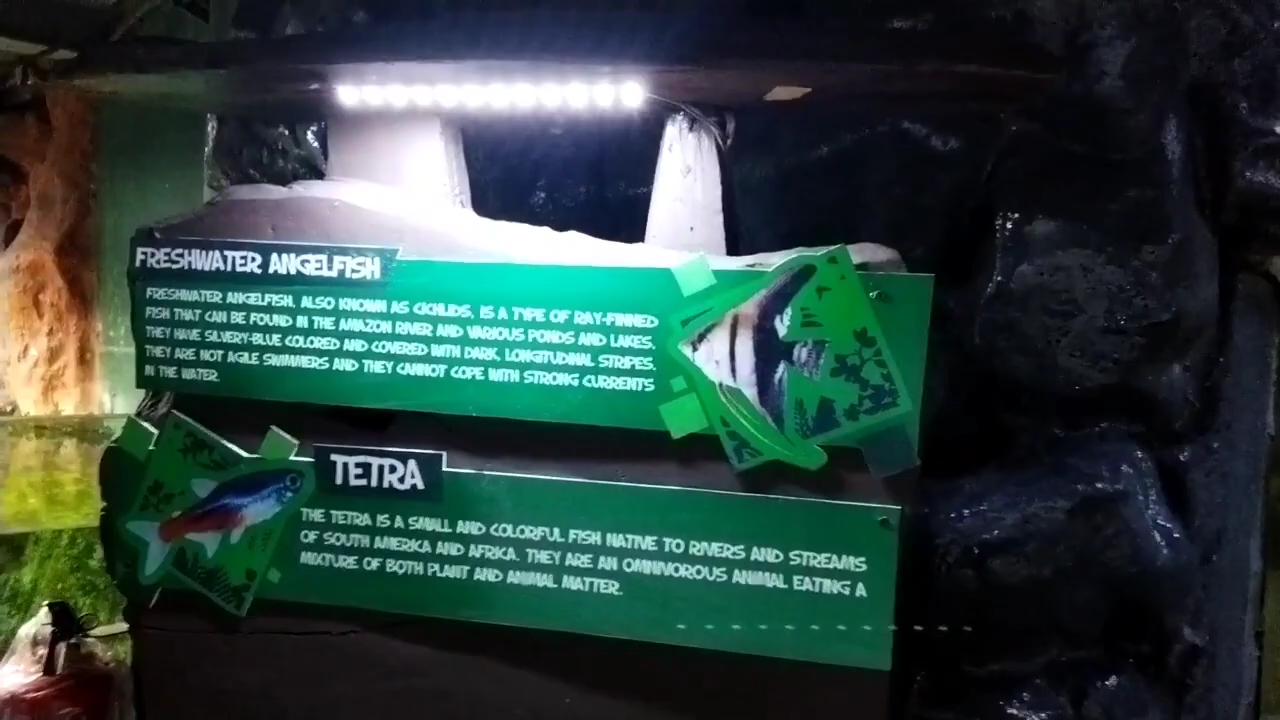 FRESHWATER ANGELFISH
FRESHWATER ANGELFISH, ALSO KNOWN AS CICHLIDS, IS A TYPE OF RAY-FINNED
FISH THAT CAN BE FOUND IN THE AMAZON RIVER AND VARIOUS PONDS AND LAKES.
THEY HAVE SILVERY-BLUE COLORED AND COVERED WITH DARK, LONGITUDINAL STRIPES.
THEY ARE NOT AGILE SWIMMERS AND THEY CANNOT COPE WITH STRONG CURRENTS
IN THE WATER.
TETRA
THE TETRA IS A SMALL AND COLORFUL FISH NATIVE TO RIVERS AND STREAMS
OF SOUTH AMERICA AND AFRICA. THEY ARE AN OMNIVOROUS ANIMAL EATING A
MIXTURE OF BOTH PLANT AND ANIMAL MATTER.